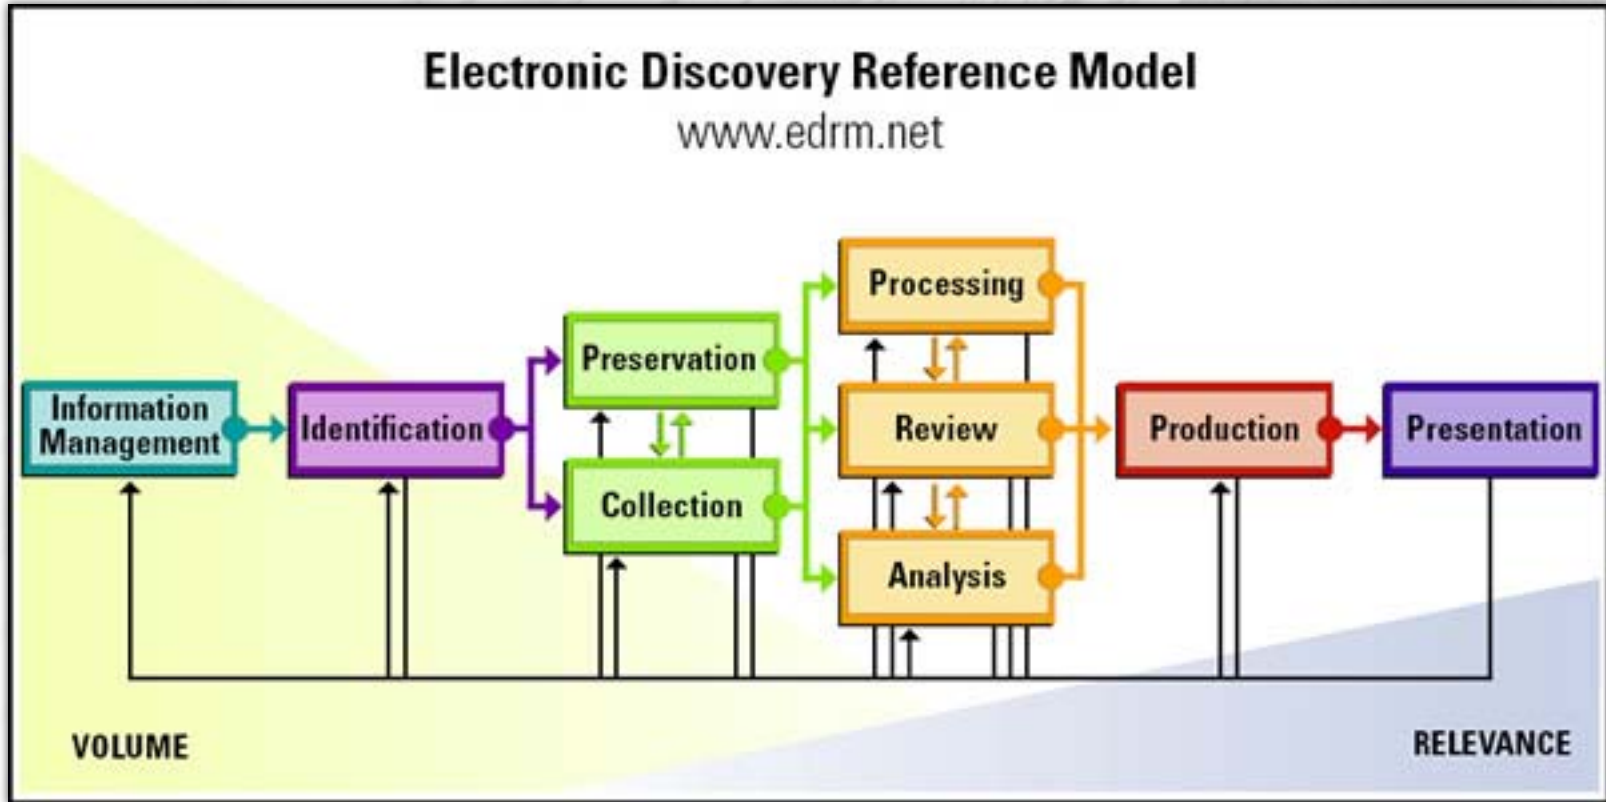 Electronic Discovery Reference Model
www.edrm.net
Information
Management
Identification
Preservation
Collection
Processing
Review
Analysis
Production
Presentation
VOLUME
RELEVANCE